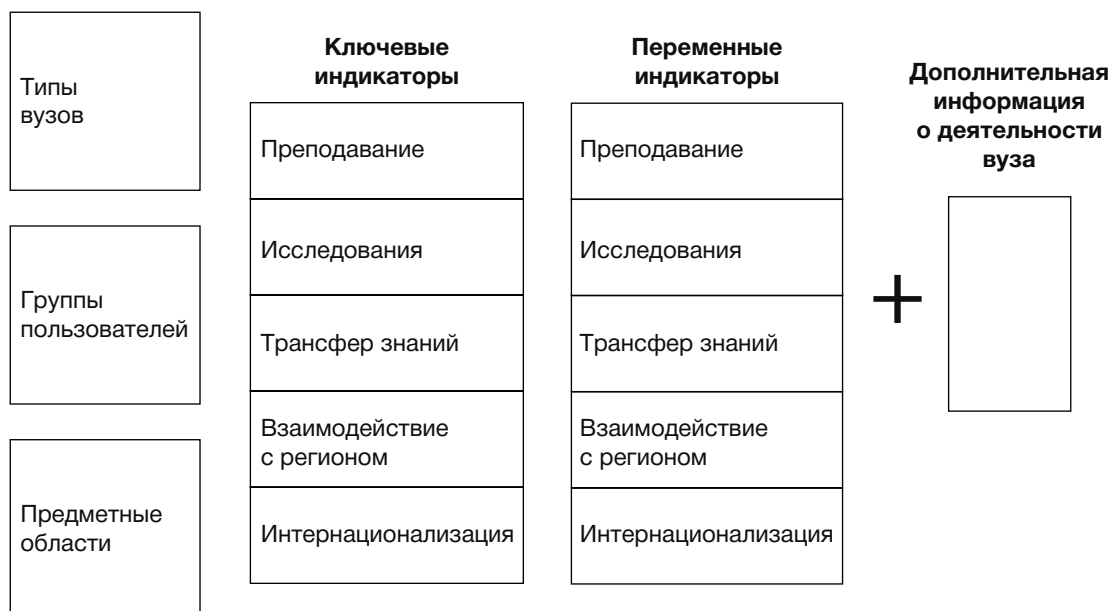 Типы
вузов
Группы
пользователей
Предметные
области
Ключевые
индикаторы
Преподавание
Исследования
Трансфер знаний
Взаимодействие
с регионом
Интернационализация
Переменные
индикаторы
Преподавание
Исследования
Трансфер знаний
Взаимодействие
с регионом
Интернационализация
+
Дополнительная
информация
о деятельности
вуза